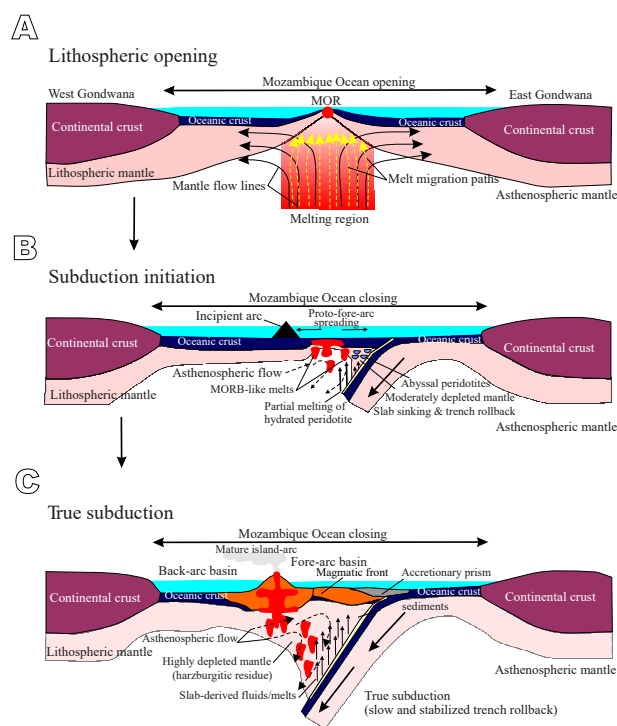 A
Lithospheric opening
Mozambique Ocean opening
West Gondwana
MOR
East Gondwana
Continental crust
Oceanic crust
Oceanic crust
Continental crust
Lithospheric mantle
Mantle flow lines
Melt migration paths
Asthenospheric mantle
Melting region
B
Subduction initiation
Mozambique Ocean closing
Incipient arc
Proto-fore-arc
spreading
Continental crust
Oceanic crust
Oceanic crust
Continental crust
Asthenospheric flow
Lithospheric mantle
MORB-like melts
Abyssal peridotites
Moderately depleted mantle
Partial melting of
hydrated peridotite
Slab sinking & trench rollback
Asthenospheric mantle
C
True subduction
Mozambique Ocean closing
Mature island-arc
Back-arc basin
Fore-arc basin
Magmatic front
Accretionary prism
Continental crust
Oceanic crust
Oceanic crust
Continental crust
sediments
Asthenospheric flow
Lithospheric mantle
Highly depleted mantle
(harzburgitic residue)
Asthenospheric mantle
Slab-derived fluids/melts
True subduction
(slow and stabilized trench rollback)